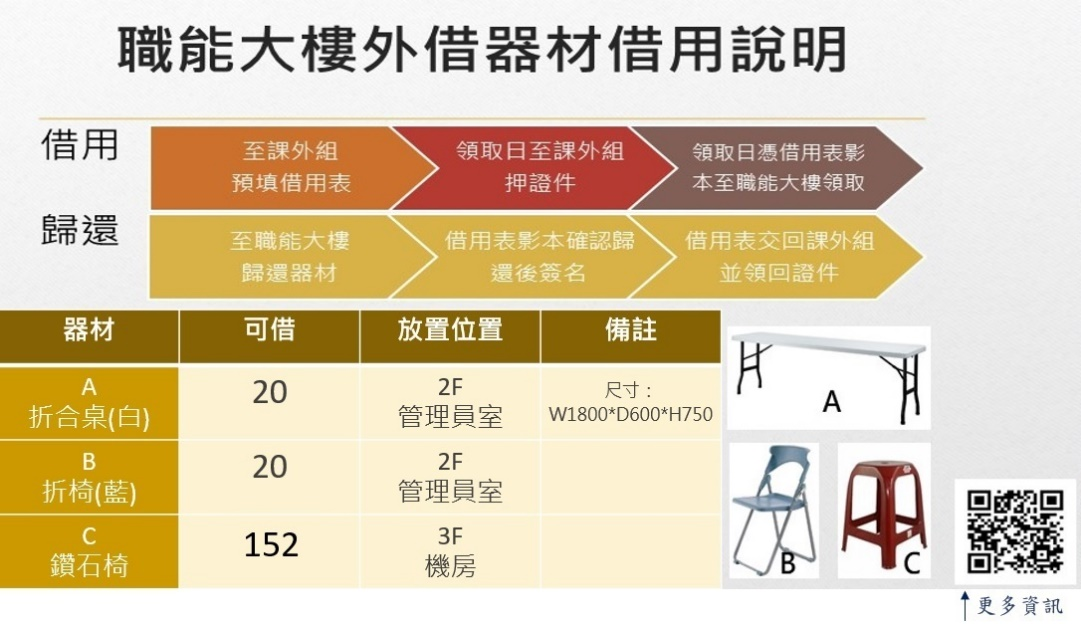 職能大樓外借器材借用說明
借用
至課外組
預填借用表
領取日至課外組
押證件
領取日憑借用表影
本至職能大樓領取
歸還
至職能大樓
歸還器材
借用表影本確認歸
還後簽名
借用表交回課外組
並領回證件
器材 可借 放置位置 備註
A
折合桌(白)
20
2F
管理員室
尺寸：
W1800*D600*H750
B
折椅(藍)
20
2F
管理員室
C
鑽石椅
152
3F
機房
A
B
C
更多資訊